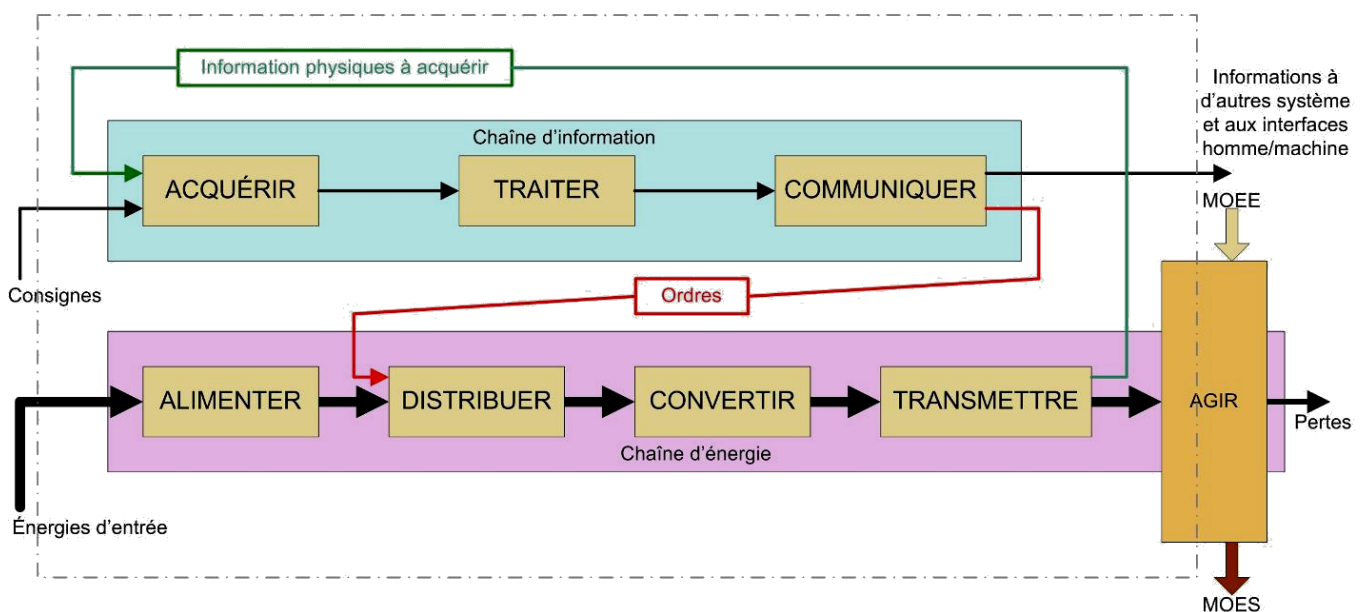 Information physiques à acquérir
Informations à
d'autres système
et aux interfaces
homme/machine
Chaîne d'information
ACQUÉRIR
TRAITER
COMMUNIQUER
MOEE
Consignes
Ordres
ALIMENTER
DISTRIBUER
CONVERTIR
TRANSMETTRE
AGIR
Pertes
Chaîne d'énergie
Énergies d'entrée
MOES